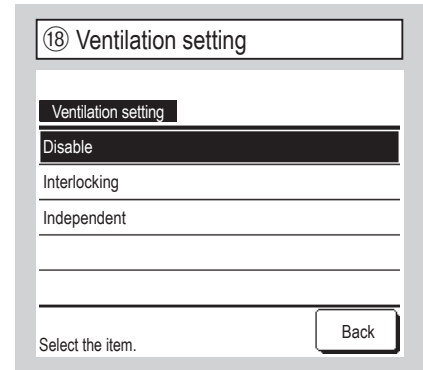 ⑱ Ventilation setting
Ventilation setting
Disable
Interlocking
Independent
Select the item.
Back